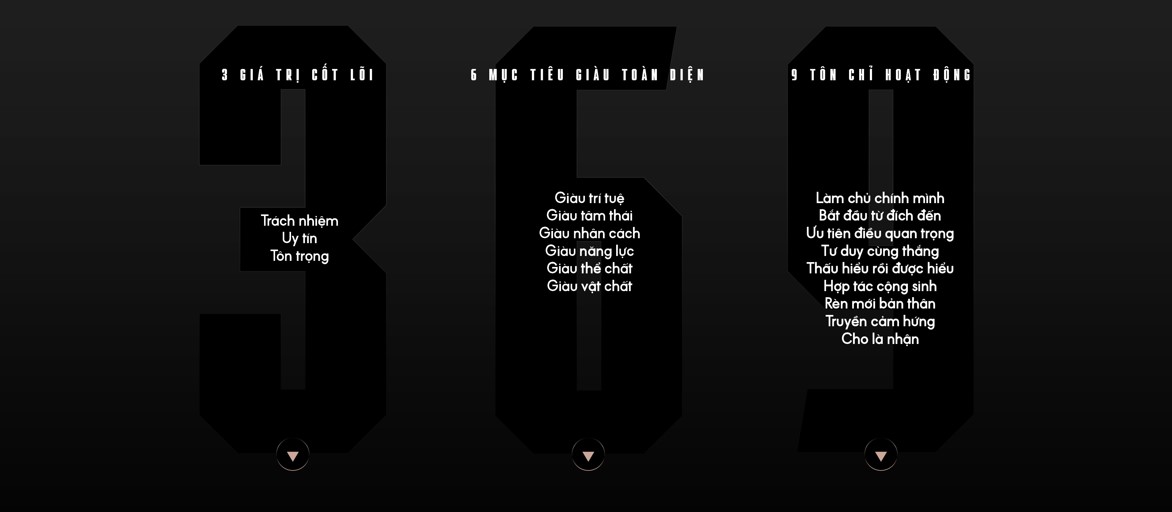 3 GIÁ TRỊ CỐT LÕI
Trách nhiệm
Uy tín
Tôn trọng
6 MỤC TIÊU GIÀU TOÀN DIỆN
Giàu trí tuệ
Giàu tâm thái
Giàu nhân cách
Giàu năng lực
Giàu thể chất
Giàu vật chất
9 TÔN CHỈ HOẠT ĐỘNG
Làm chủ chính mình
Bắt đầu từ đích đến
Ưu tiên điều quan trọng
Tư duy cùng thắng
Thấu hiểu rồi được hiểu
Hợp tác cộng sinh
Rèn mới bản thân
Truyền cảm hứng
Cho là nhận